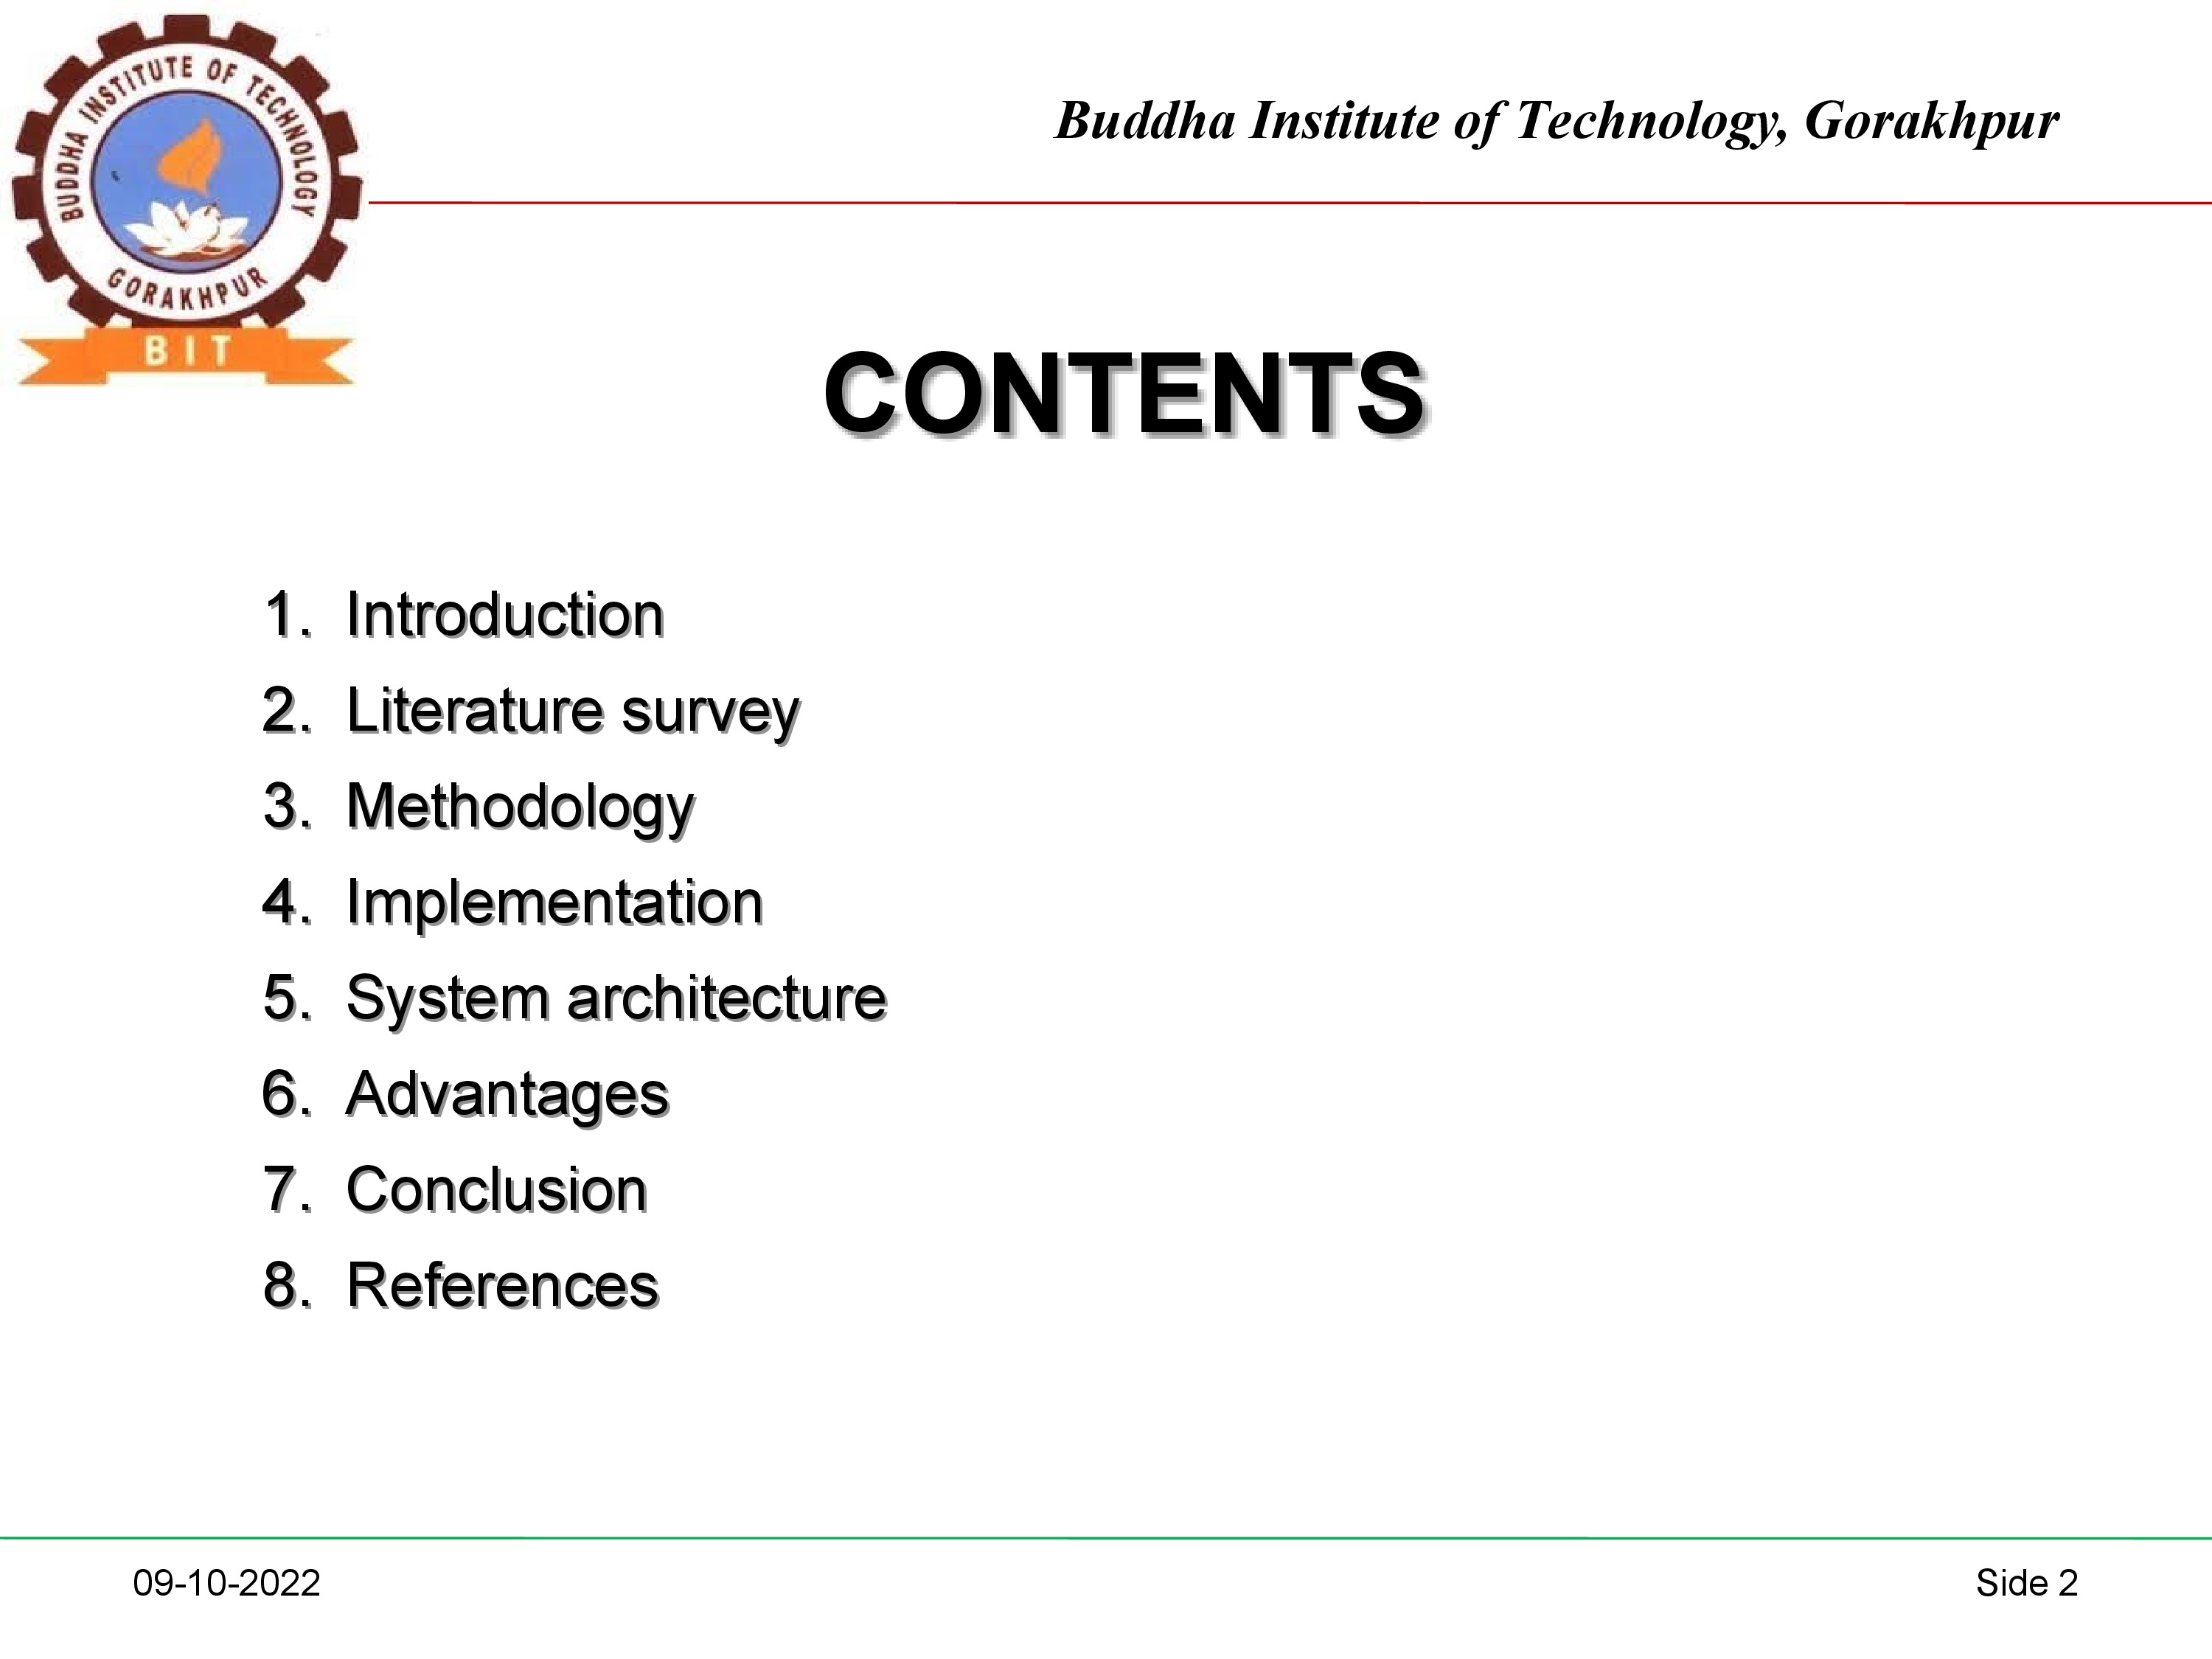 BUDDHA INSTITUTE OF TECHNOLOGY
GORAKHPUR
BIT
Buddha Institute of Technology, Gorakhpur
CONTENTS
1. Introduction
2. Literature survey
3. Methodology
4. Implementation
5. System architecture
6. Advantages
7. Conclusion
8. References
09-10-2022
Side 2